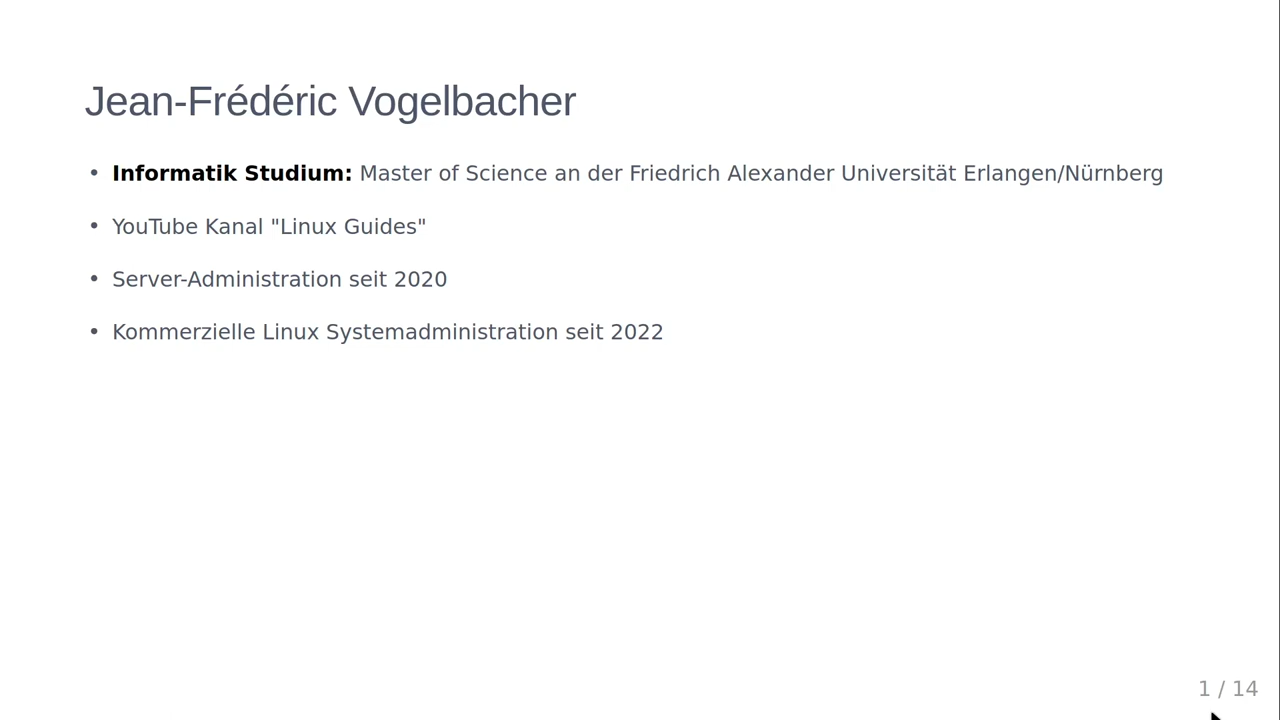 Jean-Frédéric Vogelbacher
• Informatik Studium: Master of Science an der Friedrich Alexander Universität Erlangen/Nürnberg
• YouTube Kanal "Linux Guides"
• Server-Administration seit 2020
• Kommerzielle Linux Systemadministration seit 2022
1 / 14